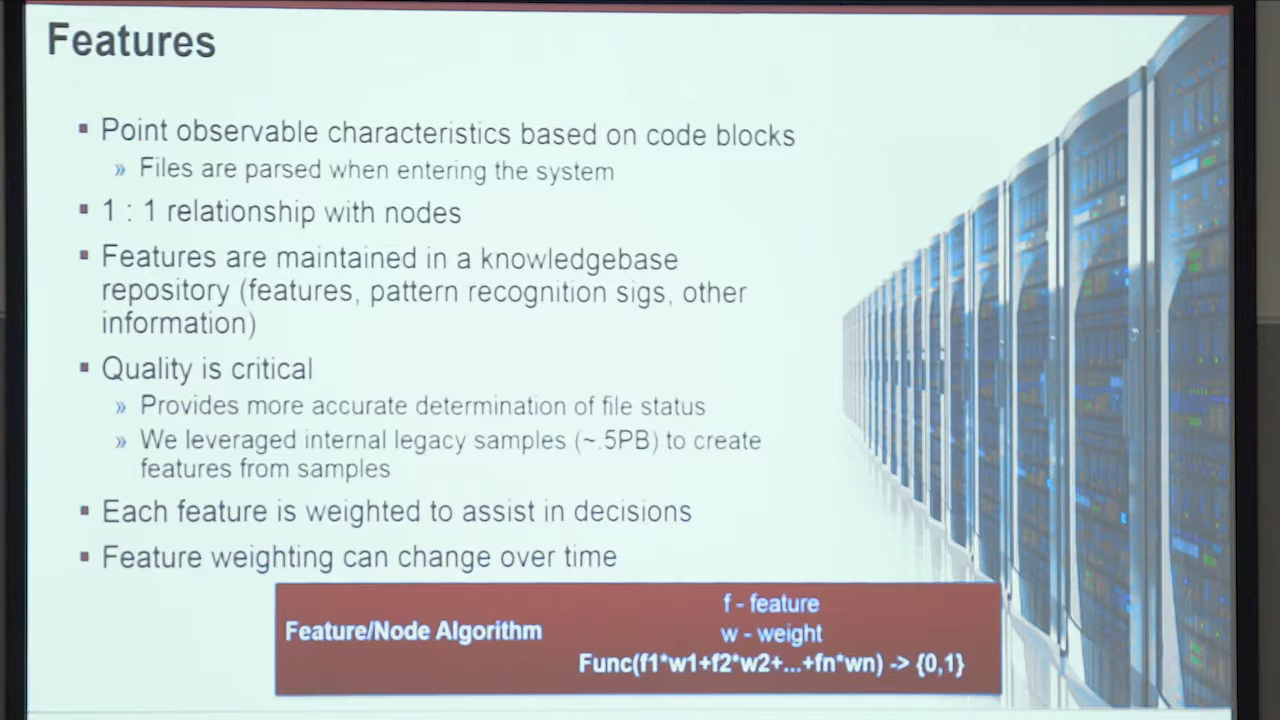 Features
Point observable characteristics based on code blocks
Files are parsed when entering the system
1 : 1 relationship with nodes
Features are maintained in a knowledgebase
repository (features, pattern recognition sigs, other
information)
Quality is critical
Provides more accurate determination of file status
We leveraged internal legacy samples (~.5PB) to create
features from samples
Each feature is weighted to assist in decisions
Feature weighting can change over time
Feature/Node Algorithm
f - feature
w - weight
Func(f1*w1+f2*w2+...+fn*wn) -> {0,1}